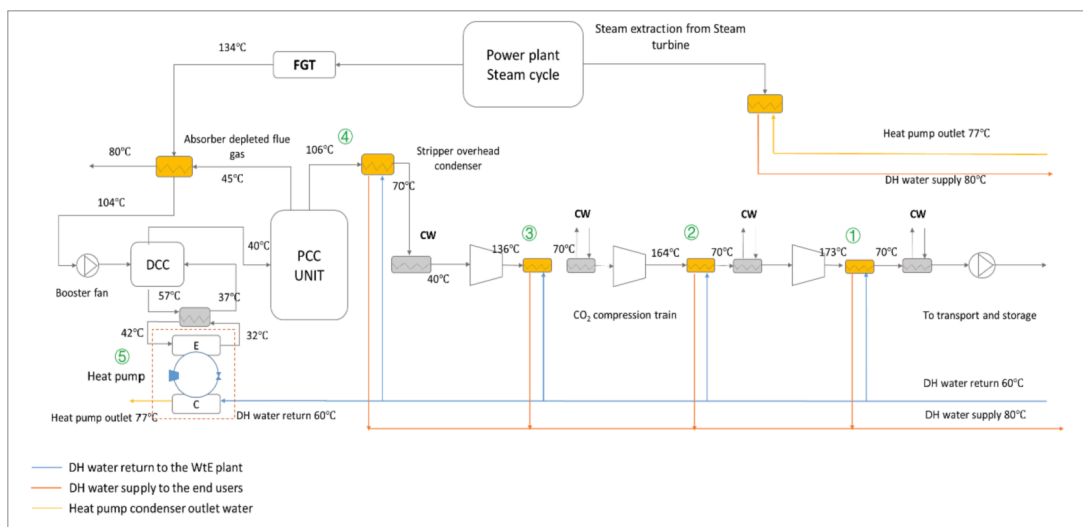 Steam extraction from Steam
turbine
134℃
FGT
Power plant
Steam cycle
Absorber depleted flue
gas
④
106℃
Stripper overhead
condenser
Heat pump outlet 77℃
80℃
45℃
70℃
DH water supply 80℃
104℃
CW
CW
CW
40℃
PCC
UNIT
③
②
①
136℃
70℃
164℃
70℃
173℃
70℃
DCC
40℃
Booster fan
57℃
37℃
CO₂ compression train
To transport and storage
42℃
32℃
E
⑤
Heat pump
C
DH water return 60℃
Heat pump outlet 77℃
DH water return 60℃
DH water supply 80℃
DH water return to the WtE plant
DH water supply to the end users
Heat pump condenser outlet water